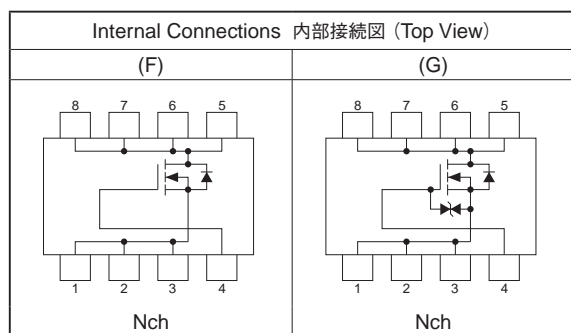 Internal Connections 内部接続図 (Top View)
(F) (G)
8 7 6 5 8 7 6 5
1 2 3 4 1 2 3 4
Nch Nch